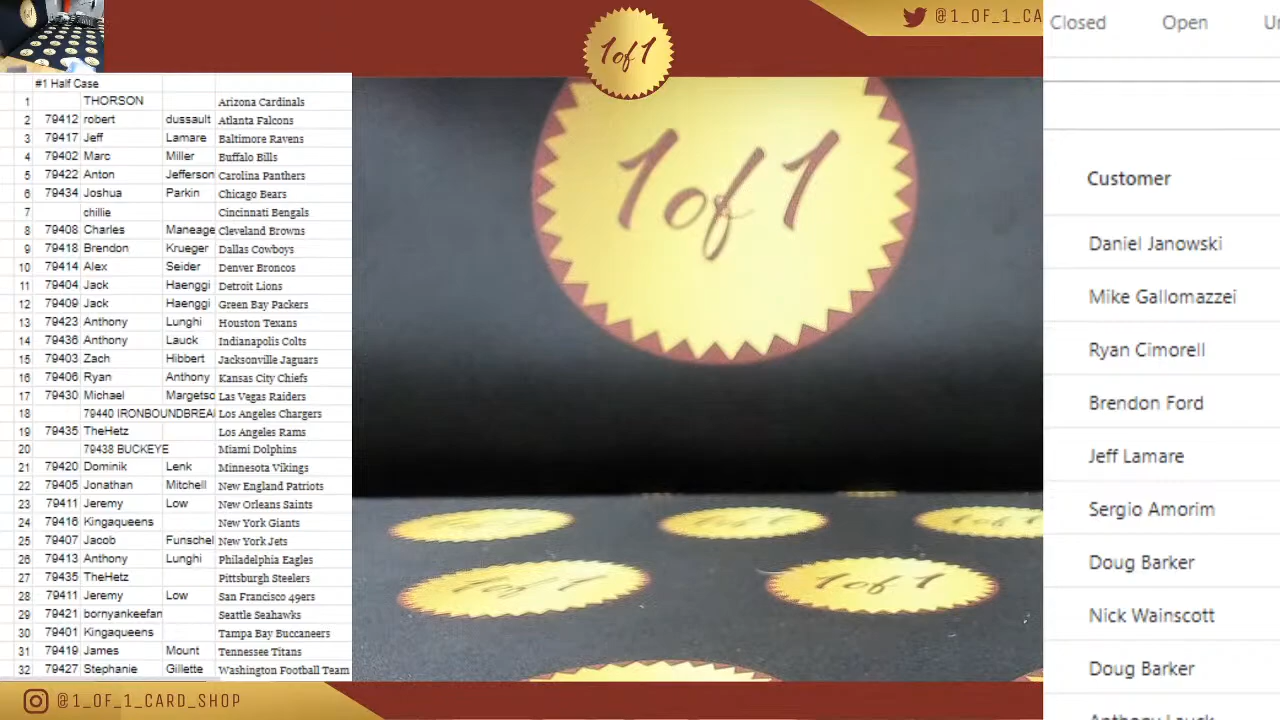 @1_OF_1_CA
1of1
#1 Half Case
1 THORSON Arizona Cardinals
2 79412 robert dussault Atlanta Falcons
3 79417 Jeff Lamare Baltimore Ravens
4 79402 Marc Miller Buffalo Bills
5 79422 Anton Jefferson Carolina Panthers
6 79434 Joshua Parkin Chicago Bears
7 chillie Cincinnati Bengals
8 79408 Charles Maneage Cleveland Browns
9 79418 Brendon Krueger Dallas Cowboys
10 79414 Alex Seider Denver Broncos
11 79404 Jack Haenggi Detroit Lions
12 79409 Jack Haenggi Green Bay Packers
13 79423 Anthony Lunghi Houston Texans
14 79436 Anthony Lauck Indianapolis Colts
15 79403 Zach Hibbert Jacksonville Jaguars
16 79406 Ryan Anthony Kansas City Chiefs
17 79430 Michael Margetso Las Vegas Raiders
18 79440 IRONBOUNDBREAI Los Angeles Chargers
19 79435 TheHetz Los Angeles Rams
20 79438 BUCKEYE Miami Dolphins
21 79420 Dominik Lenk Minnesota Vikings
22 79405 Jonathan Mitchell New England Patriots
23 79411 Jeremy Low New Orleans Saints
24 79416 Kingaqueens New York Giants
25 79407 Jacob Funschel New York Jets
26 79413 Anthony Lunghi Philadelphia Eagles
27 79435 TheHetz Pittsburgh Steelers
28 79411 Jeremy Low San Francisco 49ers
29 79421 bornyankeefan Seattle Seahawks
30 79401 Kingaqueens Tampa Bay Buccaneers
31 79419 James Mount Tennessee Titans
32 79427 Stephanie Gillette Washington Football Team
1of1
1of1
1of1
1of1
1of1
@1_OF_1_CARD_SHOP
Closed Open
Customer
Daniel Janowski
Mike Gallomazzei
Ryan Cimorell
Brendon Ford
Jeff Lamare
Sergio Amorim
Doug Barker
Nick Wainscott
Doug Barker
Anthony Lauck